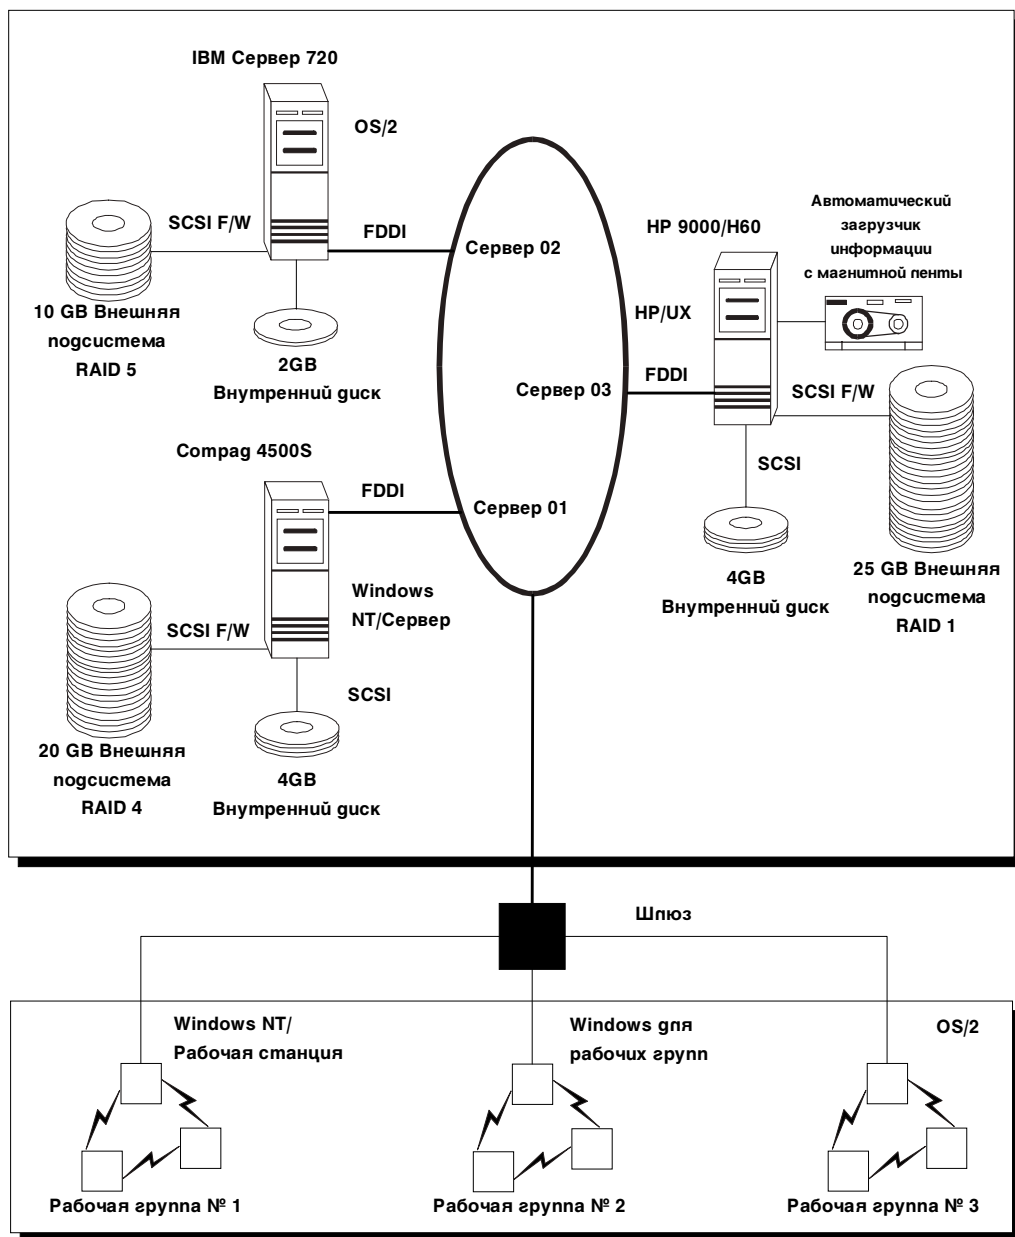 IBM Сервер 720
OS/2
SCSI F/W
FDDI
Сервер 02
10 GB Внешняя
подсистема
RAID 5
2GB
Внутренний диск
Автоматический
загрузчик
информации
с магнитной пенты
HP 9000/H60
HP/UX
FDDI
Сервер 03
SCSI F/W
SCSI
4GB
Внутренний диск
25 GB Внешняя
подсистема
RAID 1
Compag 4500S
FDDI
Сервер 01
Windows
NT/Сервер
SCSI F/W
SCSI
20 GB Внешняя
подсистема
RAID 4
4GB
Внутренний диск
Шлюз
Windows NT/
Рабочая станция
Windows для
рабочих групп
OS/2
Рабочая группа № 1
Рабочая группа № 2
Рабочая группа № 3